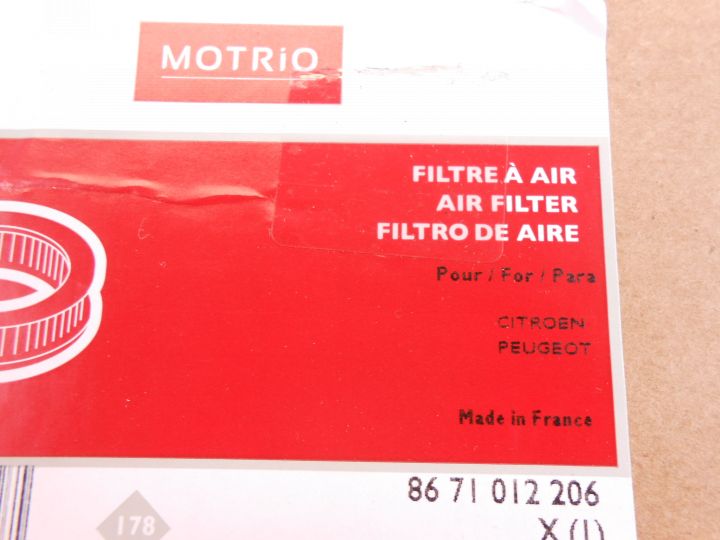 MOTRiO
FILTRE À AIR
AIR FILTER
FILTRO DE AIRE
Pour / For / Para
CITROEN
PEUGEOT
Made in France
86 71 012 206
178
X (1)